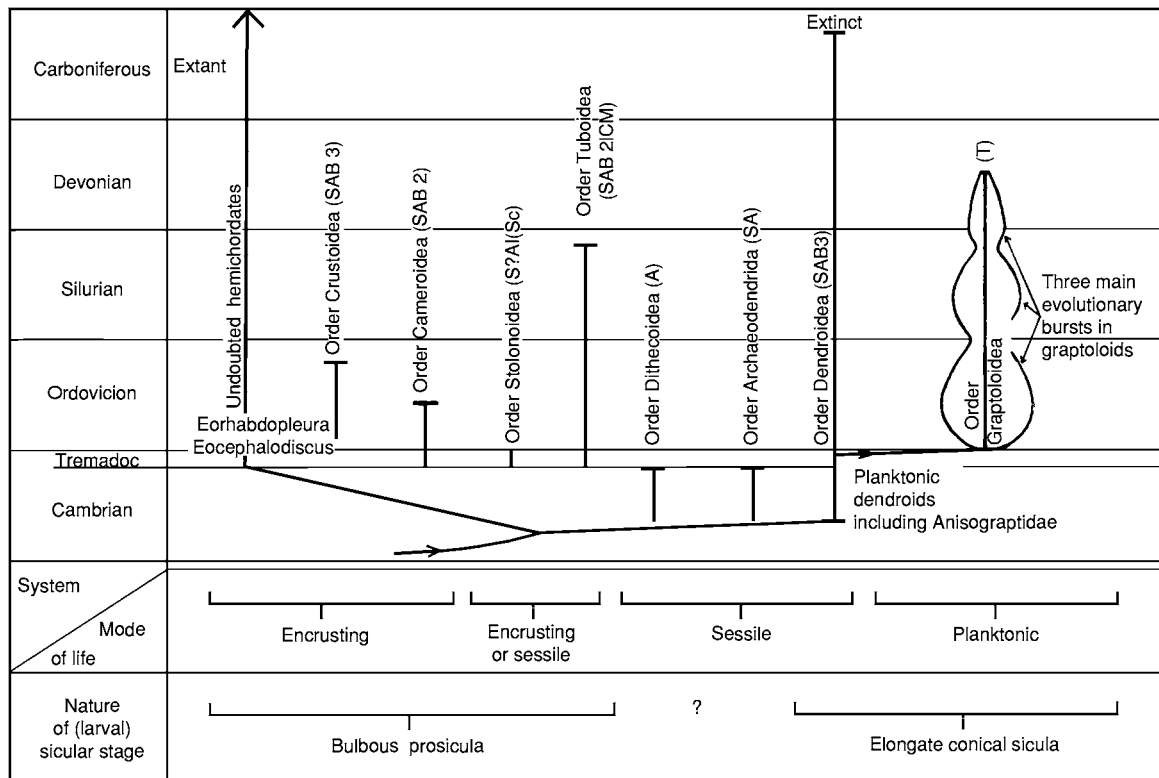 Carboniferous
Extant
Extinct
Devonian
Silurian
Ordovicion
Tremadoc
Cambrian
Undoubted hemichordates
Eorhabdopleura
Eocephalodiscus
Order Crustoidea (SAB 3)
Order Cameroidea (SAB 2)
Order Stolonoidea (S?AI(Sc)
Order Tuboidea
(SAB 2ICM)
Order Dithecoidea (A)
Order Archaeodendrida (SA)
Order Dendroidea (SAB3)
(T)
Order
Graptoloidea
Three main
evolutionary
bursts in
graptoloids
Planktonic
dendroids
including Anisograptidae
System
Mode
of life
Encrusting
Encrusting
or sessile
Sessile
Planktonic
Nature
of (larval)
sicular stage
Bulbous prosicula
?
Elongate conical sicula